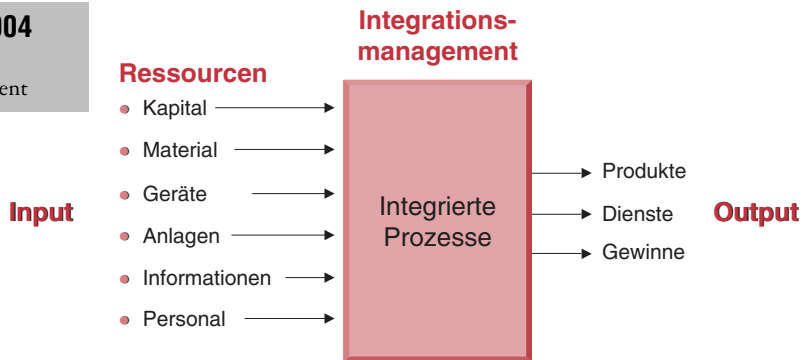 004
ent
Integrations-
management
Ressourcen
Kapital
Material
Geräte
Anlagen
Informationen
Personal
Input
Integrierte
Prozesse
Produkte
Dienste
Gewinne
Output